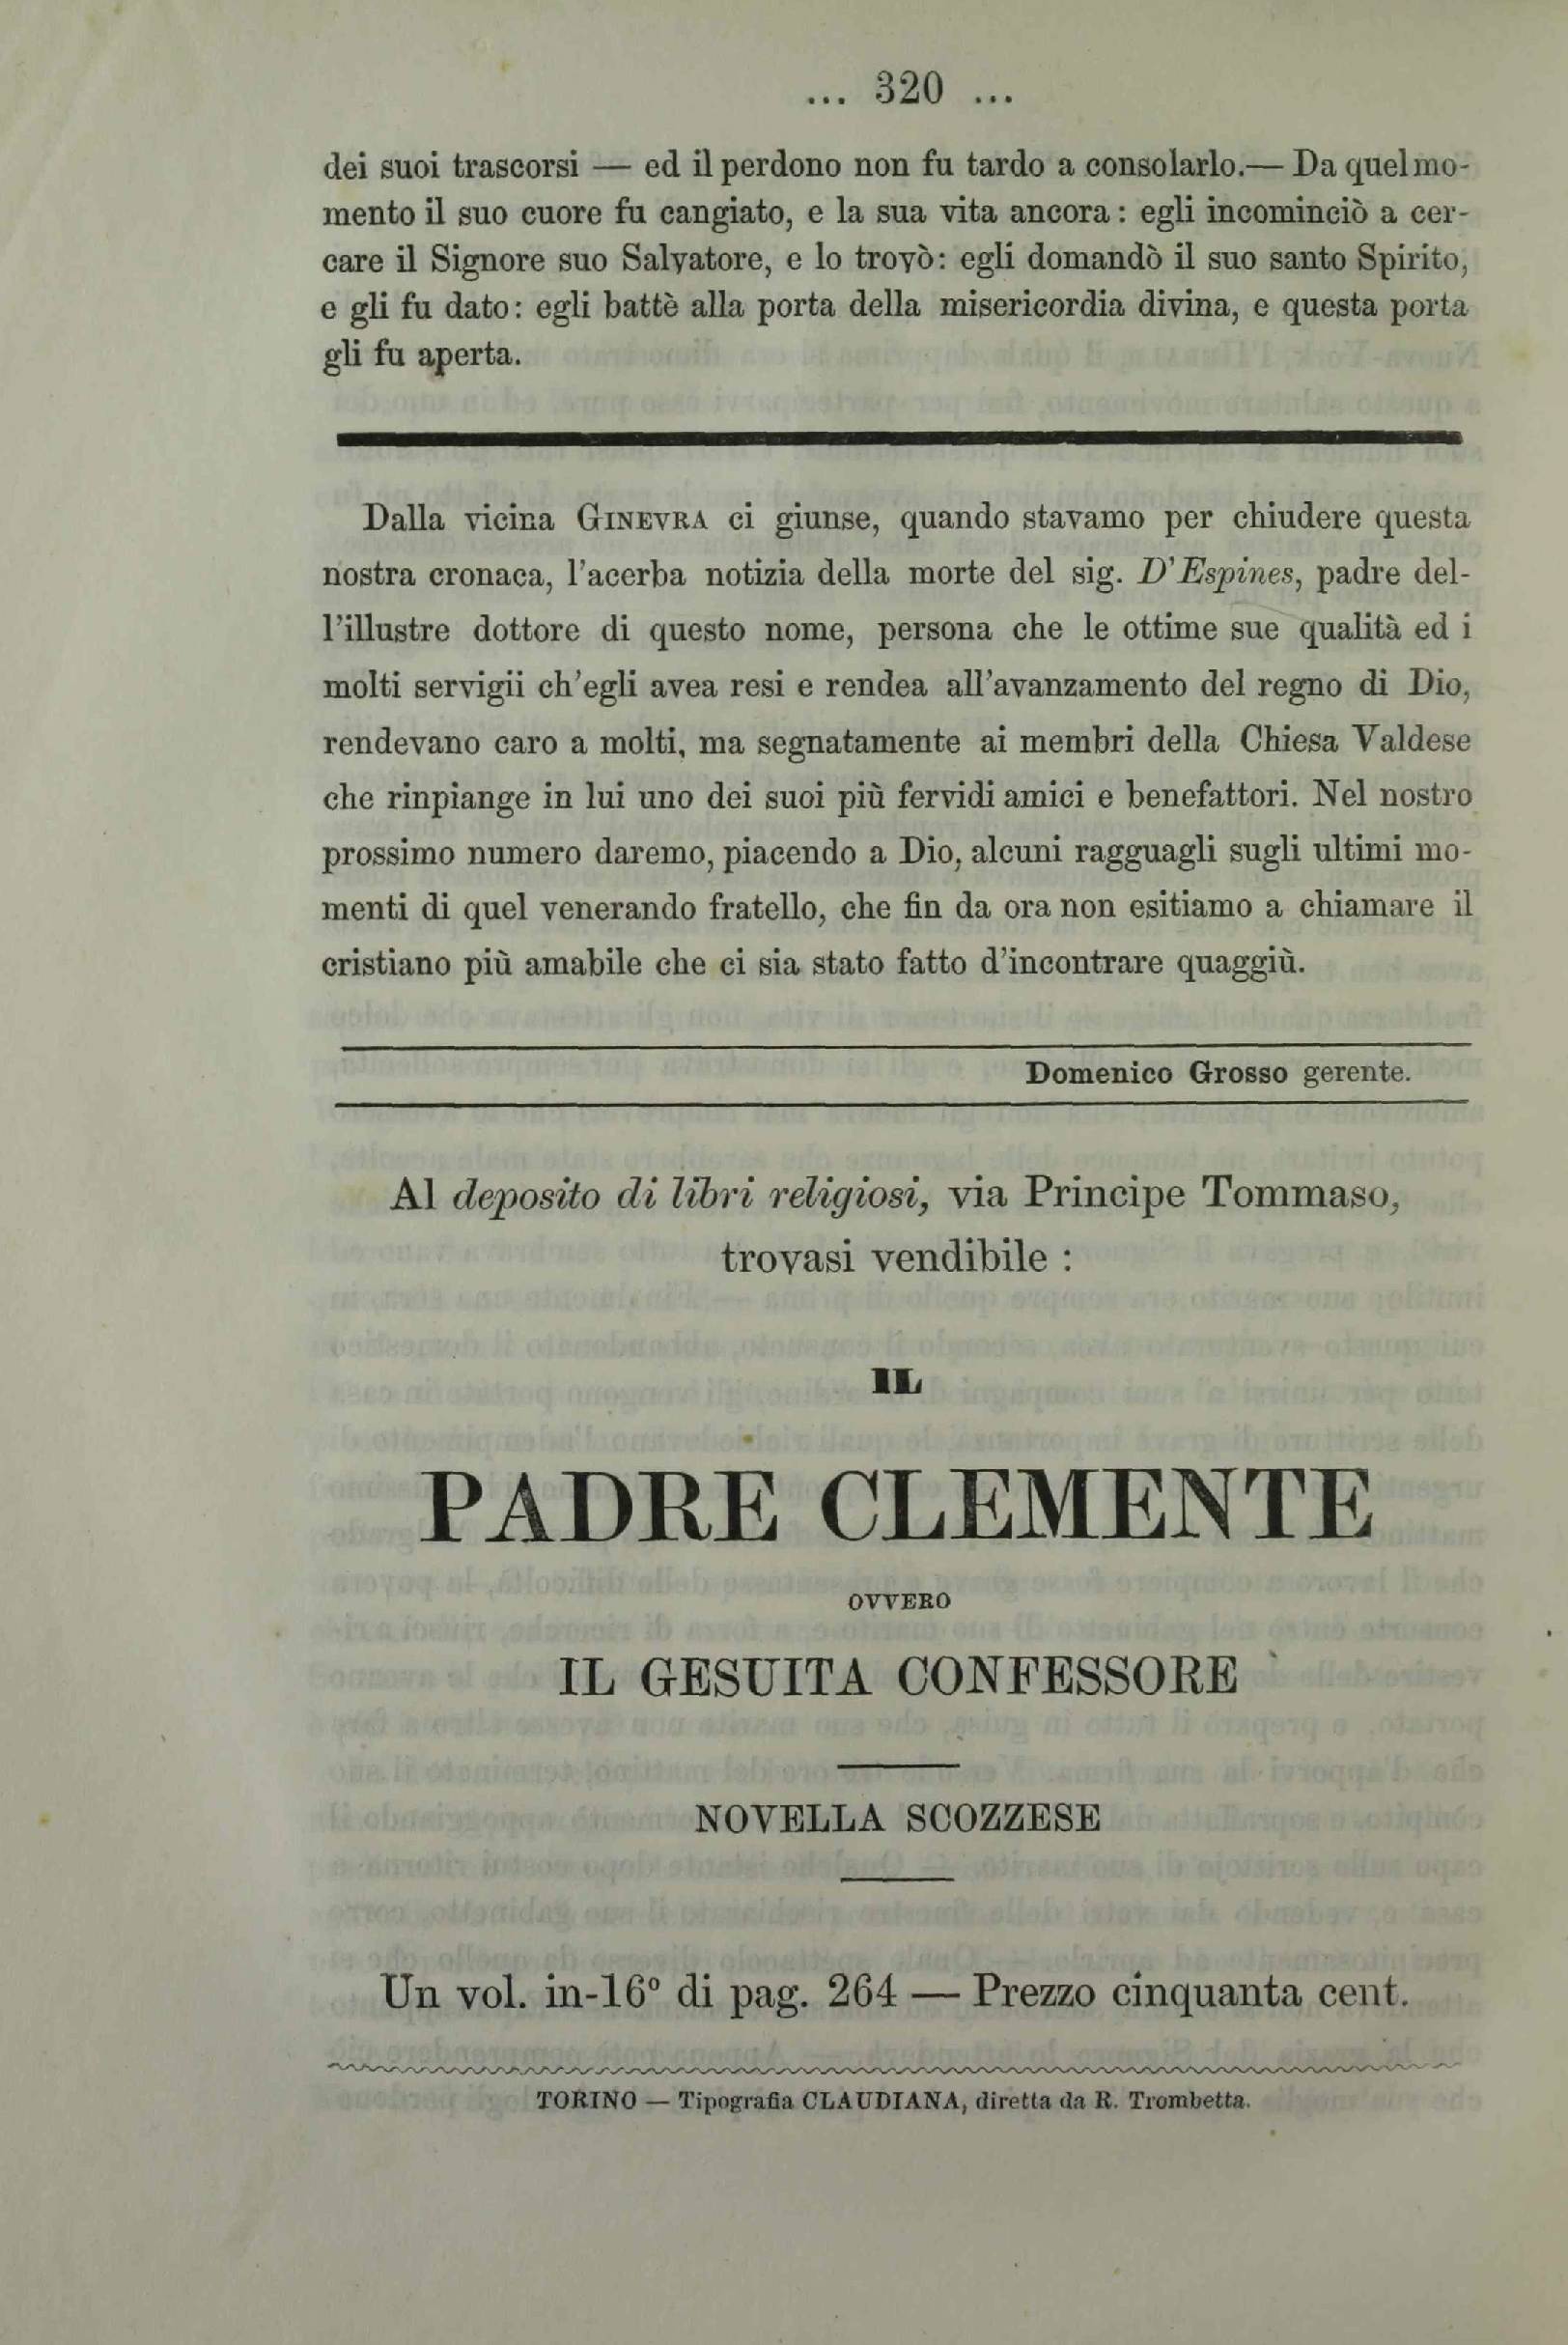 ... 320 ...
dei suoi trascorsi — ed il perdono non fu tardo a consolarlo.— Da quel mo-
mento il suo cuore fu cangiato, e la sua vita ancora : egli incominciò a cer-
care il Signore suo Salvatore, e lo trovò: egli domandò il suo santo Spirito,
e gli fu dato: egli battè alla porta della misericordia divina, e questa porta
gli fu aperta.
Dalla vicina GINEVRA ci giunse, quando stavamo per chiudere questa
nostra cronaca, l'acerba notizia della morte del sig. D'Espines, padre del-
l'illustre dottore di questo nome, persona che le ottime sue qualità ed i
molti servigii ch'egli avea resi e rendea all'avanzamento del regno di Dio,
rendevano caro a molti, ma segnatamente ai membri della Chiesa Valdese
che rinpiange in lui uno dei suoi più fervidi amici e benefattori. Nel nostro
prossimo numero daremo, piacendo a Dio, alcuni ragguagli sugli ultimi mo-
menti di quel venerando fratello, che fin da ora non esitiamo a chiamare il
cristiano più amabile che ci sia stato fatto d'incontrare quaggiù.
Domenico Grosso gerente.
Al deposito di libri religiosi, via Principe Tommaso,
trovasi vendibile :
IL
PADRE CLEMENTE
OVVERO
IL GESUITA CONFESSORE
NOVELLA SCOZZESE
Un vol. in-16º di pag. 264 — Prezzo cinquanta cent.
TORINO — Tipografia CLAUDIANA, diretta da R. Trombetta.